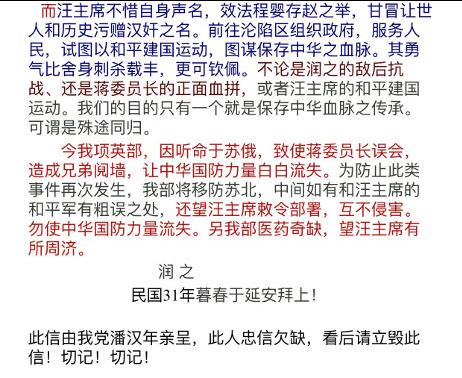 而汪主席不惜自身声名，效法程婴存赵之举，甘冒让世
人和历史污赠汉奸之名。前往沦陷区组织政府，服务人
民，试图以和平建国运动，图谋保存中华之血脉。其勇
气比舍身刺杀载丰，更可钦佩。不论是润之的敌后抗
战、还是蒋委员长的正面血拼，或者汪主席的和平建国
运动。我们的目的只有一个就是保存中华血脉之传承。
可谓是殊途同归。
今我项英部，因听命于苏俄，致使蒋委员长误会，
造成兄弟阋墙，让中华国防力量白白流失。为防止此类
事件再次发生，我部将移防苏北，中间如有和汪主席的
和平军有粗误之处，还望汪主席敕令部署，互不侵害。
勿使中华国防力量流失。另我部医药奇缺，望汪主席有
所周济。
润之
民国31年暮春于延安拜上！
此信由我党潘汉年亲呈，此人忠信欠缺，看后请立毁此
信！切记！切记！